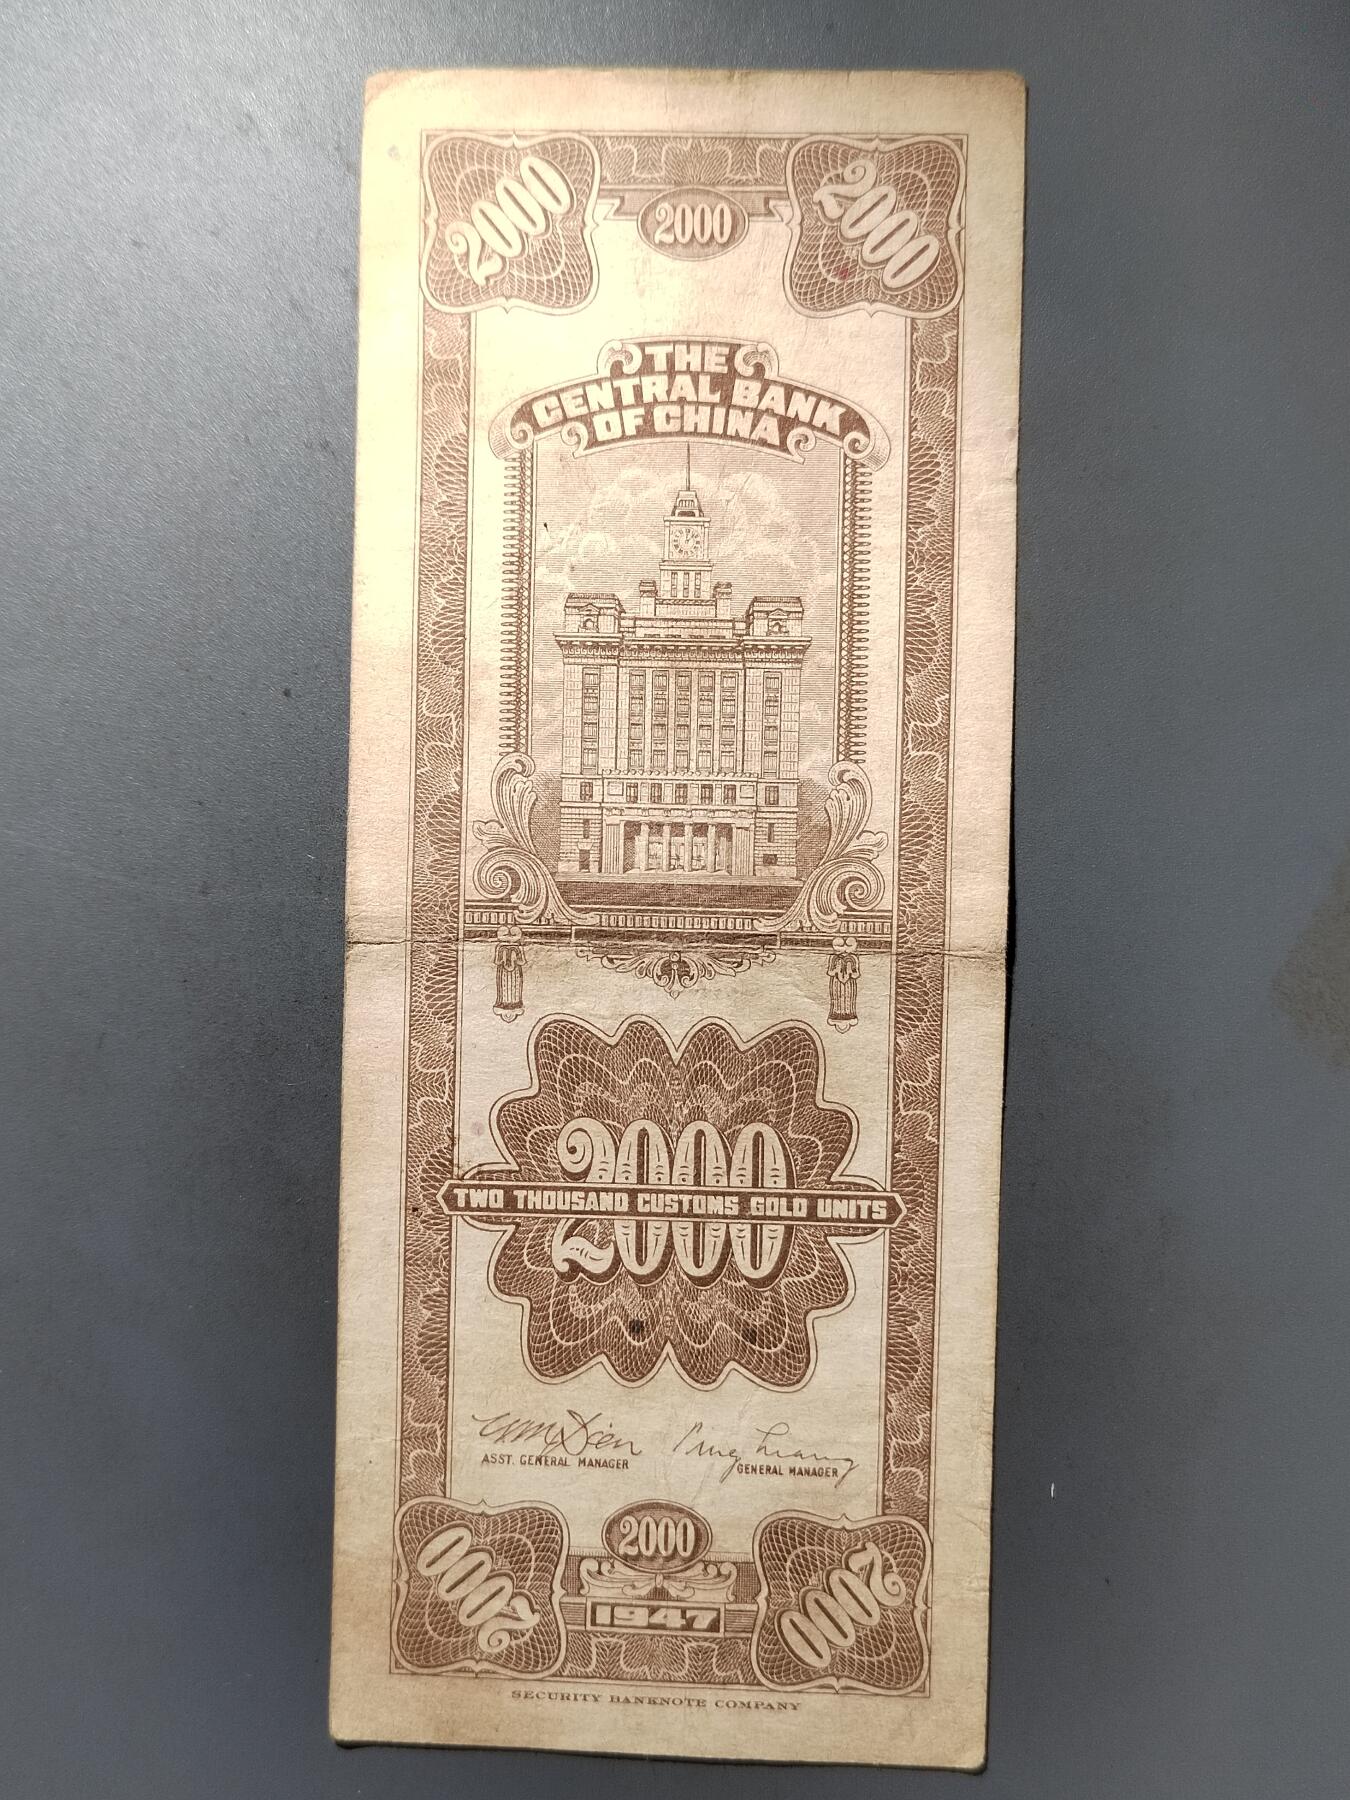 2000
2000
2000
THE
CENTRAL BANK
OF CHINA
2000
TWO THOUSAND CUSTOMS GOLD UNITS
ASST. GENERAL MANAGER
GENERAL MANAGER
2000
2000
2000
1947
SECURITY BANKNOTE COMPANY